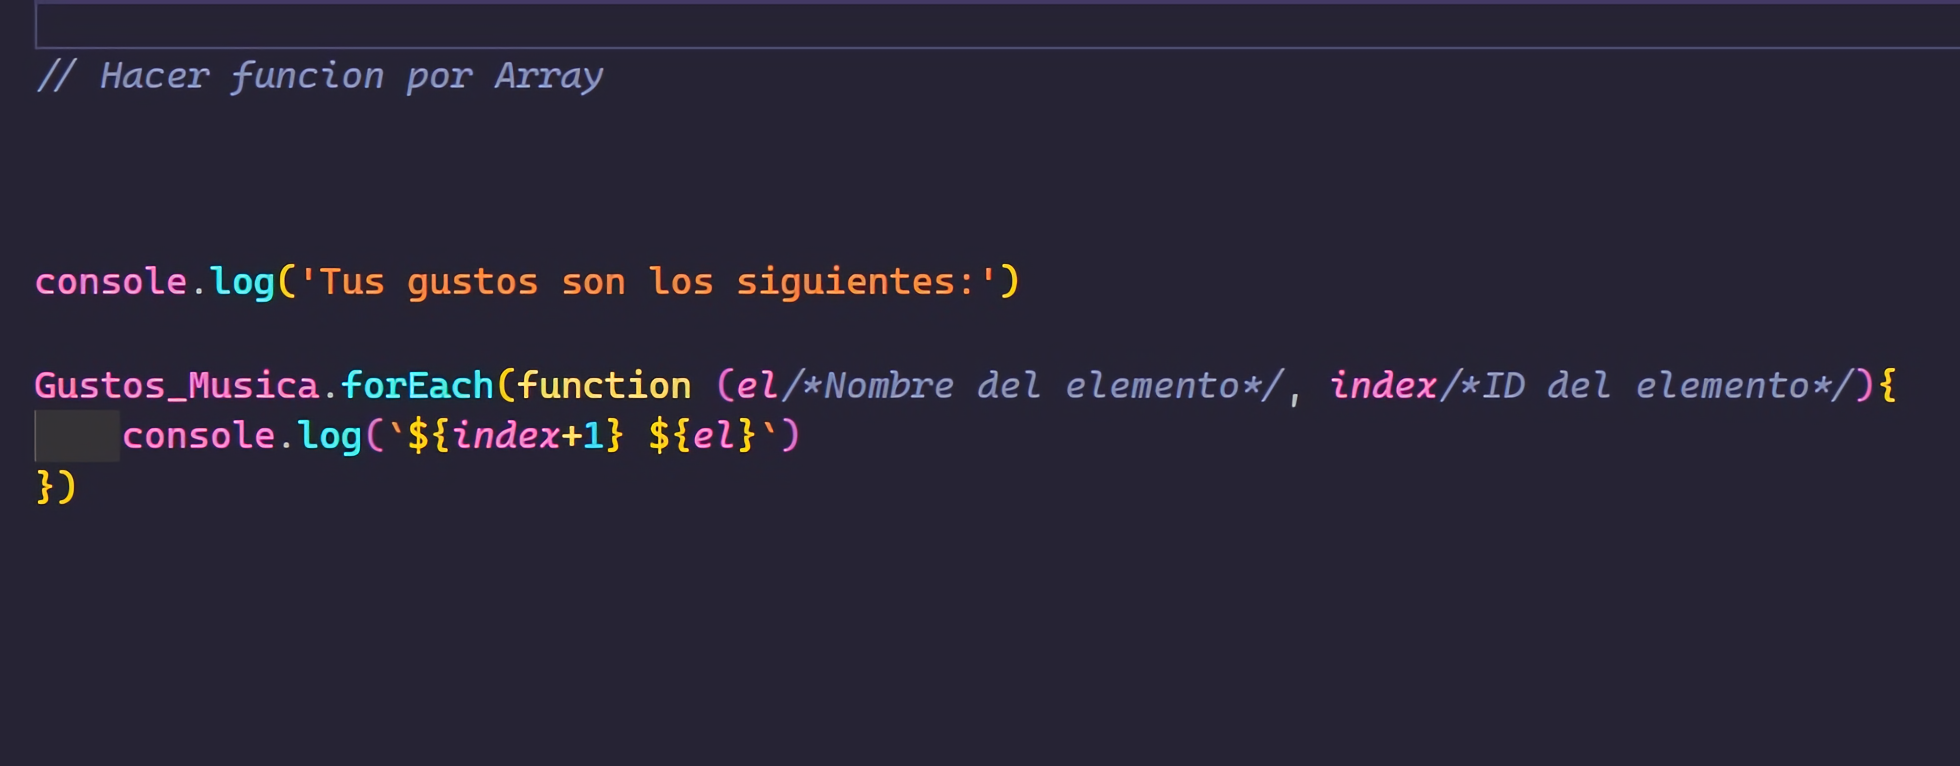 // Hacer funcion por Array
console.log('Tus gustos son los siguientes:')
Gustos_Musica.forEach(function (el/*Nombre del elemento*/, index/*ID del elemento*/){
    console.log(`${index+1} ${el}`)
})